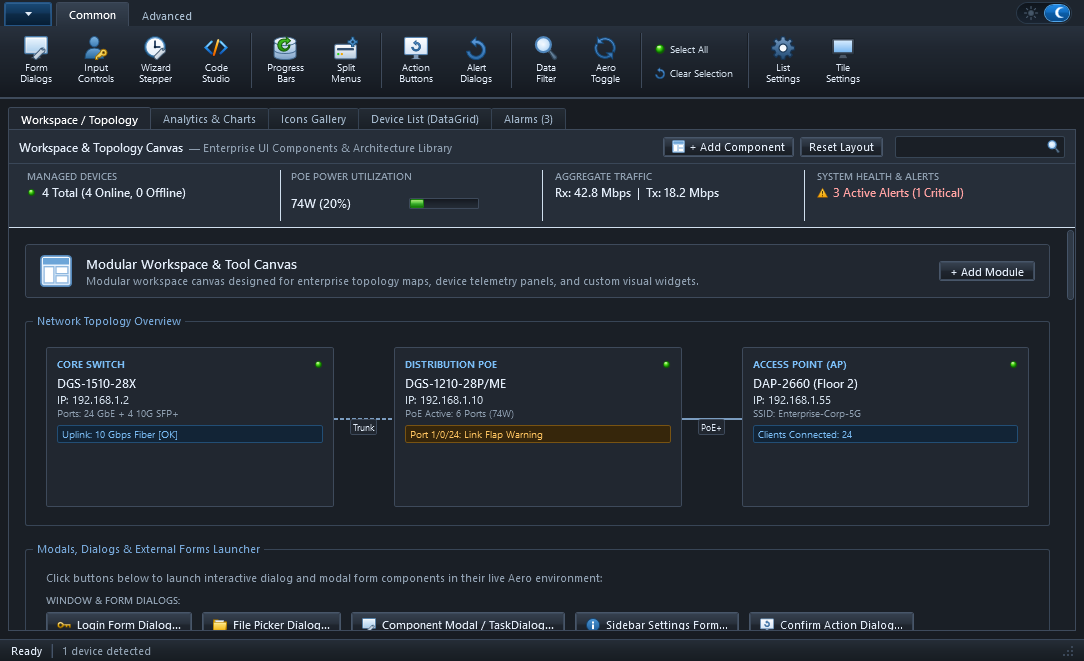 Common
Advanced
Form
Dialogs
Input
Controls
Wizard
Stepper
Code
Studio
Progress
Bars
Split
Menus
Action
Buttons
Alert
Dialogs
Data
Filter
Aero
Toggle
Select All
Clear Selection
List
Settings
Tile
Settings
Workspace / Topology
Analytics & Charts
Icons Gallery
Device List (DataGrid)
Alarms (3)
Workspace & Topology Canvas — Enterprise UI Components & Architecture Library
+ Add Component
Reset Layout
MANAGED DEVICES
4 Total (4 Online, 0 Offline)
POE POWER UTILIZATION
74W (20%)
AGGREGATE TRAFFIC
Rx: 42.8 Mbps | Tx: 18.2 Mbps
SYSTEM HEALTH & ALERTS
3 Active Alerts (1 Critical)
Modular Workspace & Tool Canvas
Modular workspace canvas designed for enterprise topology maps, device telemetry panels, and custom visual widgets.
+ Add Module
Network Topology Overview
CORE SWITCH
DGS-1510-28X
IP: 192.168.1.2
Ports: 24 GbE + 4 10G SFP+
Uplink: 10 Gbps Fiber [OK]
Trunk
DISTRIBUTION POE
DGS-1210-28P/ME
IP: 192.168.1.10
PoE Active: 6 Ports (74W)
Port 1/0/24: Link Flap Warning
PoE+
ACCESS POINT (AP)
DAP-2660 (Floor 2)
IP: 192.168.1.55
SSID: Enterprise-Corp-5G
Clients Connected: 24
Modals, Dialogs & External Forms Launcher
Click buttons below to launch interactive dialog and modal form components in their live Aero environment:
WINDOW & FORM DIALOGS:
Login Form Dialog...
File Picker Dialog...
Component Modal / TaskDialog...
Sidebar Settings Form...
Confirm Action Dialog...
Ready
1 device detected